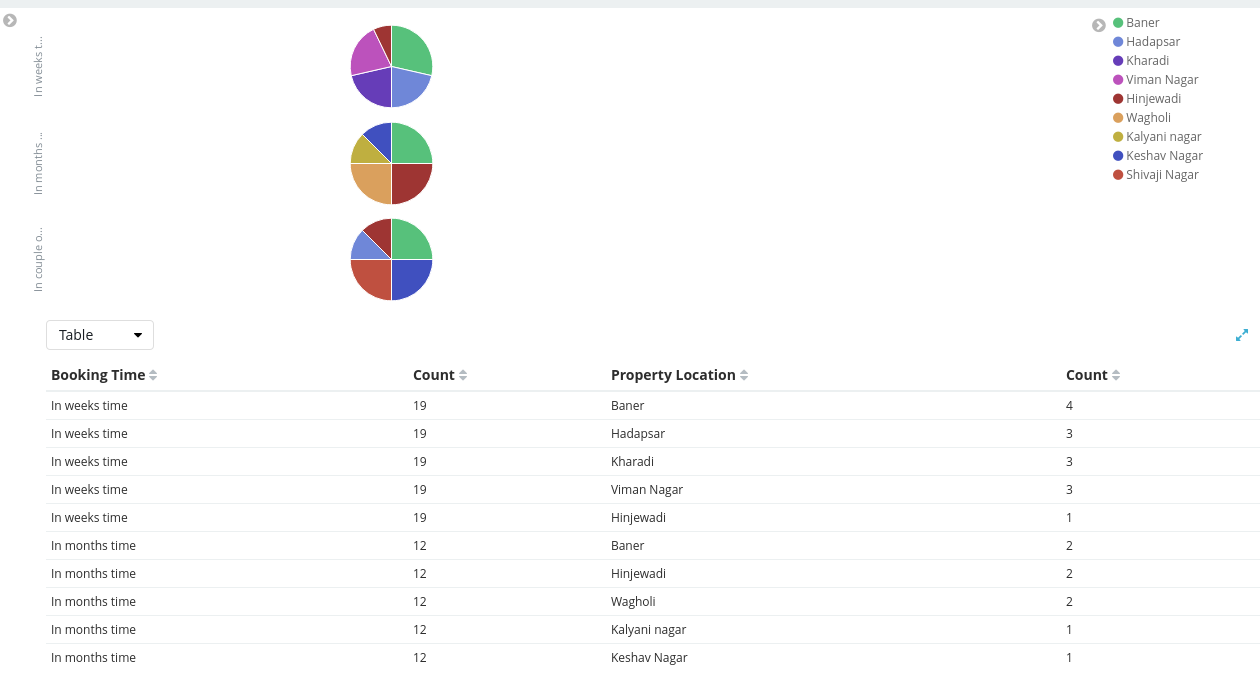 In weeks t...
In months ...
In couple o...
Baner
Hadapsar
Kharadi
Viman Nagar
Hinjewadi
Wagholi
Kalyani nagar
Keshav Nagar
Shivaji Nagar
Table
Booking Time Count Property Location Count
In weeks time 19 Baner 4
In weeks time 19 Hadapsar 3
In weeks time 19 Kharadi 3
In weeks time 19 Viman Nagar 3
In weeks time 19 Hinjewadi 1
In months time 12 Baner 2
In months time 12 Hinjewadi 2
In months time 12 Wagholi 2
In months time 12 Kalyani nagar 1
In months time 12 Keshav Nagar 1